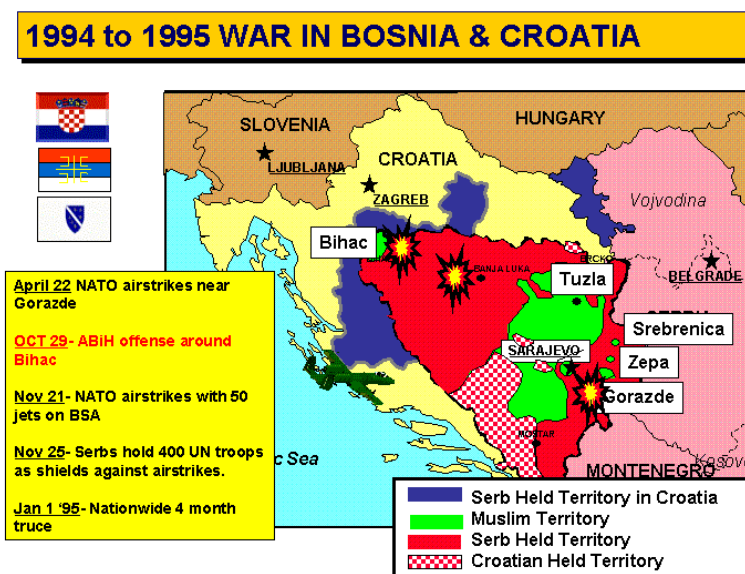 1994 to 1995 WAR IN BOSNIA & CROATIA
SLOVENIA
HUNGARY
LJUBLJANA
CROATIA
ZAGREB
Vojvodina
Bihac
BANJA LUKA
Tuzla
BELGRADE
Srebrenica
SARAJEVO
Zepa
Gorazde
MOSTAR
Sea
MONTENEGRO
April 22 NATO airstrikes near
Gorazde
OCT 29- ABiH offense around
Bihac
Nov 21- NATO airstrikes with 50
jets on BSA
Nov 25- Serbs hold 400 UN troops
as shields against airstrikes.
Jan 1 '95- Nationwide 4 month
truce
Serb Held Territory in Croatia
Muslim Territory
Serb Held Territory
Croatian Held Territory